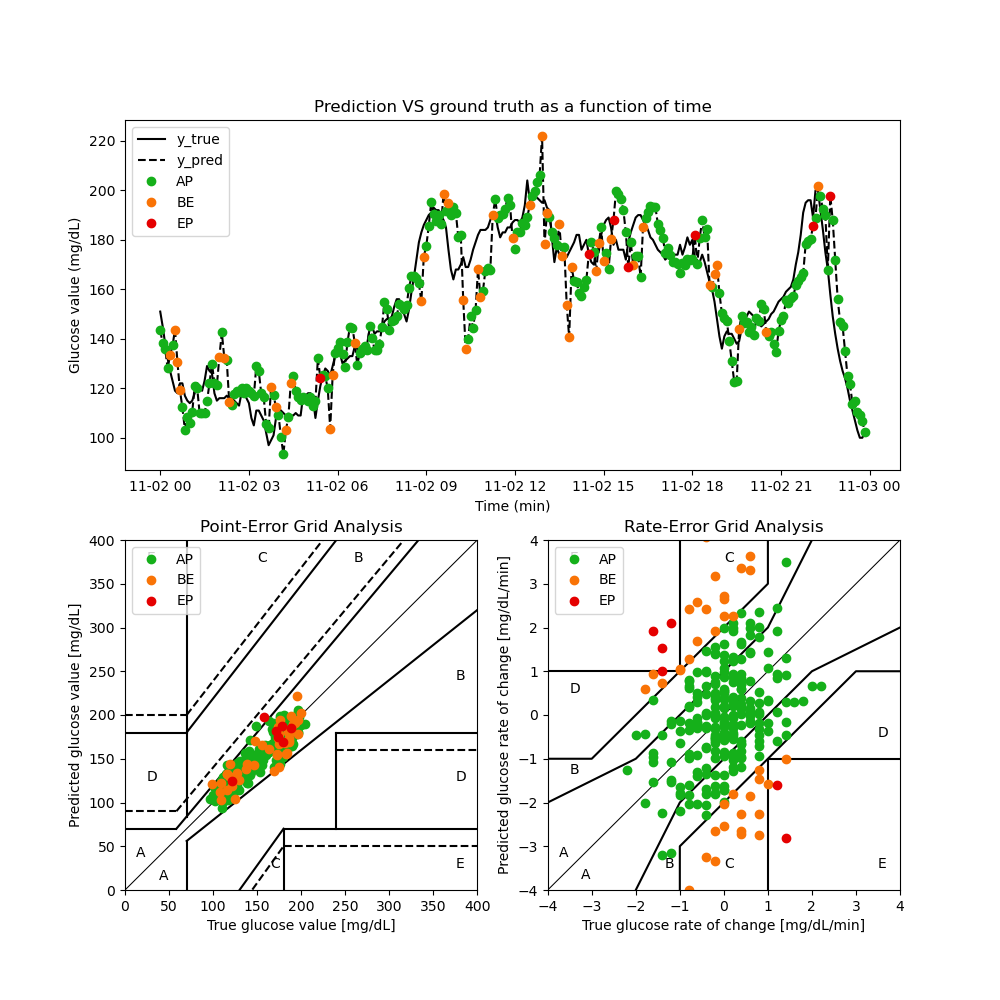 Prediction VS ground truth as a function of time
Glucose value (mg/dL)
220
200
180
160
140
120
100
y_true
y_pred
AP
BE
EP
11-02 00 11-02 03 11-02 06 11-02 09 11-02 12 11-02 15 11-02 18 11-02 21 11-03 00
Time (min)
Point-Error Grid Analysis
Predicted glucose value [mg/dL]
400
350
300
250
200
150
100
50
0
AP
BE
EP
C
B
B
D
D
A
A
C
E
0 50 100 150 200 250 300 350 400
True glucose value [mg/dL]
Rate-Error Grid Analysis
Predicted glucose rate of change [mg/dL/min]
4
3
2
1
0
−1
−2
−3
−4
AP
BE
EP
C
D
D
B
A
A
B
C
E
−4 −3 −2 −1 0 1 2 3 4
True glucose rate of change [mg/dL/min]